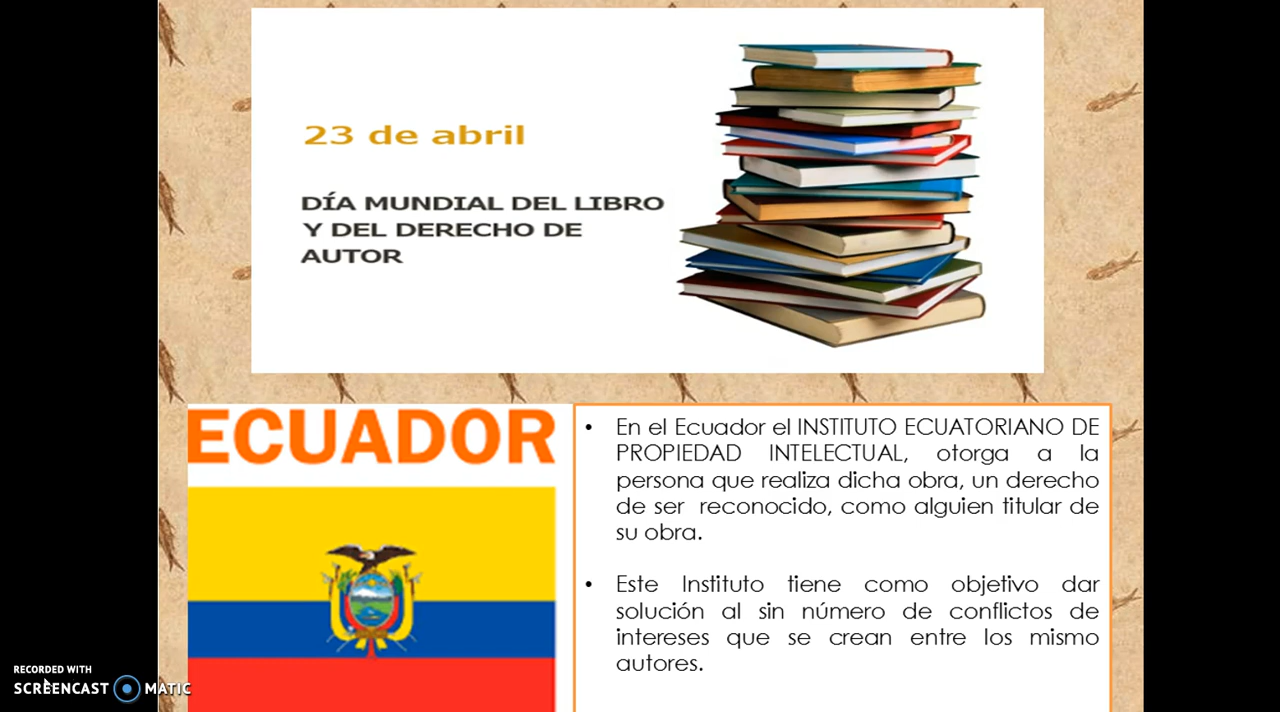 23 de abril
DÍA MUNDIAL DEL LIBRO
Y DEL DERECHO DE
AUTOR
ECUADOR
• En el Ecuador el INSTITUTO ECUATORIANO DE
PROPIEDAD INTELECTUAL, otorga a la
persona que realiza dicha obra, un derecho
de ser reconocido, como alguien titular de
su obra.
• Este Instituto tiene como objetivo dar
solución al sin número de conflictos de
intereses que se crean entre los mismo
autores.
RECORDED WITH
SCREENCAST MATIC